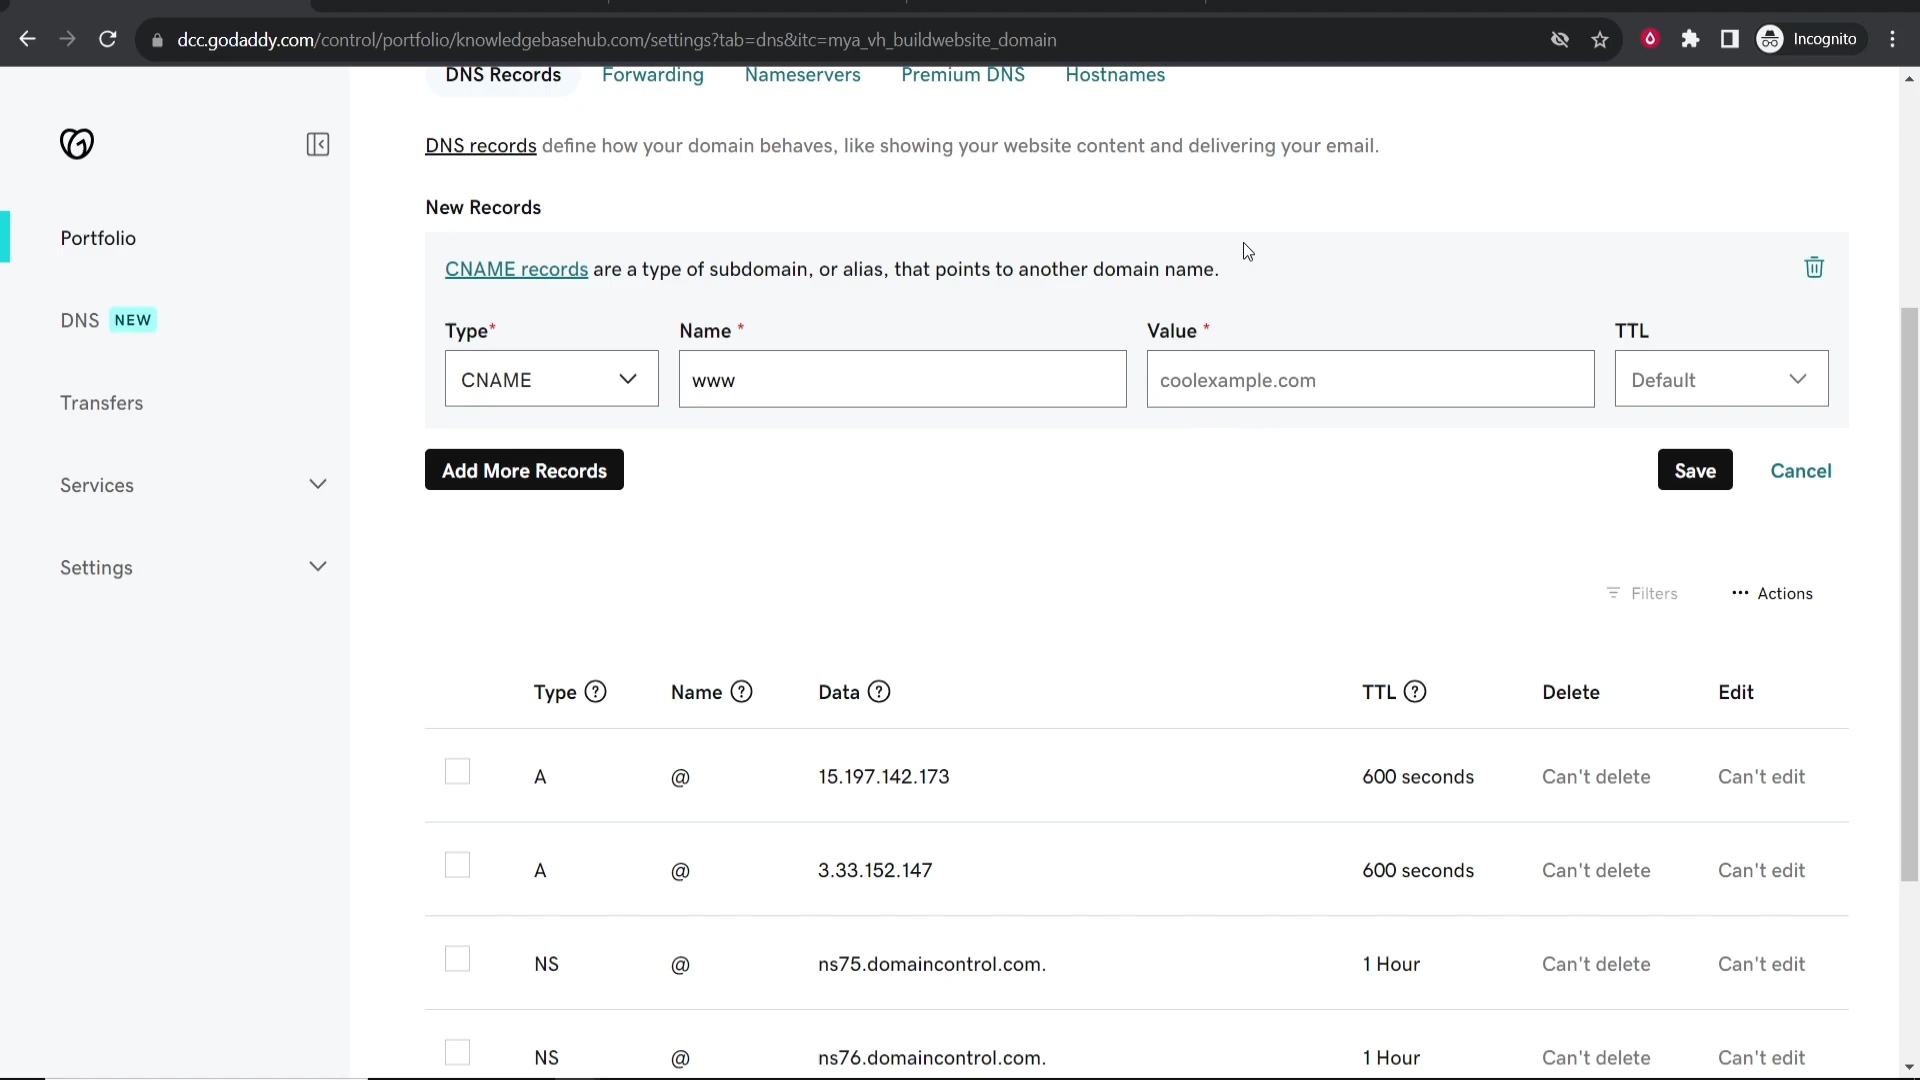 dcc.godaddy.com/control/portfolio/knowledgebasehub.com/settings?tab=dns&itc=mya_vh_buildwebsite_domain
Incognito
DNS Records Forwarding Nameservers Premium DNS Hostnames
DNS records define how your domain behaves, like showing your website content and delivering your email.
New Records
Portfolio
DNS NEW
Transfers
Services
Settings
CNAME records are a type of subdomain, or alias, that points to another domain name.
Type* Name * Value * TTL
CNAME www coolexample.com Default
Add More Records Save Cancel
Filters ··· Actions
Type ? Name ? Data ? TTL ? Delete Edit
A @ 15.197.142.173 600 seconds Can't delete Can't edit
A @ 3.33.152.147 600 seconds Can't delete Can't edit
NS @ ns75.domaincontrol.com. 1 Hour Can't delete Can't edit
NS @ ns76.domaincontrol.com. 1 Hour Can't delete Can't edit